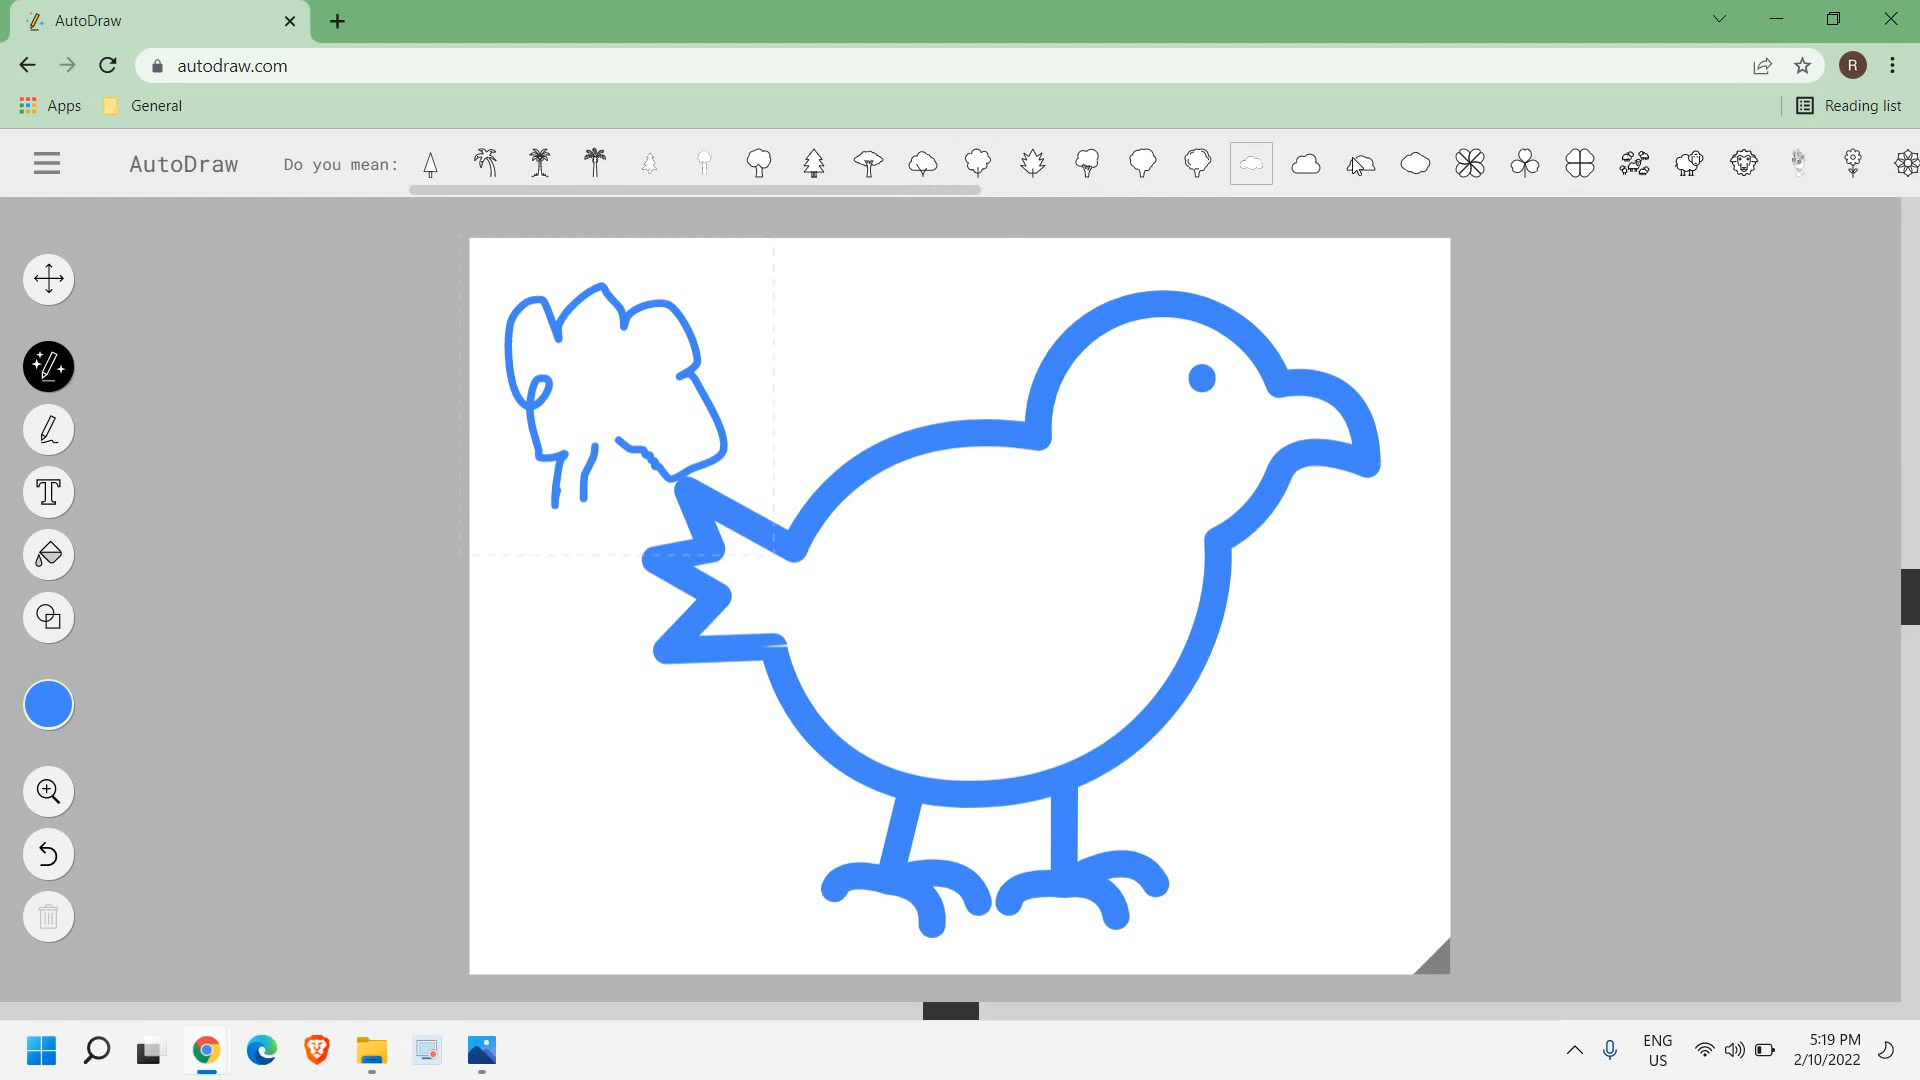 AutoDraw
autodraw.com
R
Apps
General
Reading list
AutoDraw
Do you mean:
T
ENG
US
5:19 PM
2/10/2022